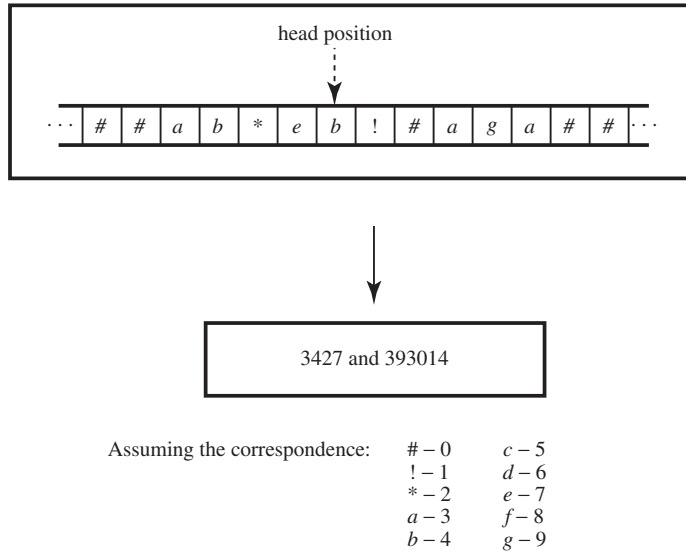 head position
· · · # # a b * e b ! # a g a # # · · ·
3427 and 393014
Assuming the correspondence: # – 0 c – 5
! – 1 d – 6
* – 2 e – 7
a – 3 f – 8
b – 4 g – 9